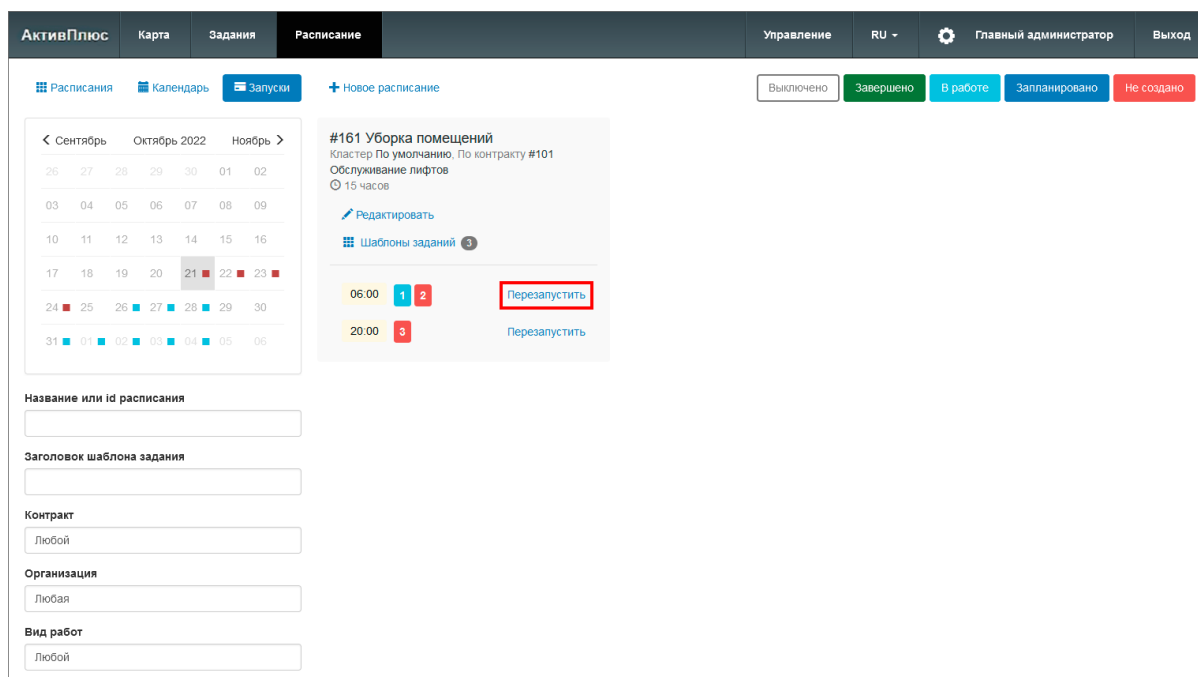 АктивПлюс Карта Задания Расписание Управление RU Главный администратор Выход
Расписания Календарь Запуски Новое расписание Выключено Завершено В работе Запланировано Не создано
Сентябрь Октябрь 2022 Ноябрь
26 27 28 29 30 01 02
03 04 05 06 07 08 09
10 11 12 13 14 15 16
17 18 19 20 21 22 23
24 25 26 27 28 29 30
31 01 02 03 04 05 06
#161 Уборка помещений
Кластер По умолчанию, По контракту #101
Обслуживание лифтов
15 часов
Редактировать
Шаблоны заданий 3
06:00 1 2 Перезапустить
20:00 3 Перезапустить
Название или id расписания
Заголовок шаблона задания
Контракт
Любой
Организация
Любая
Вид работ
Любой